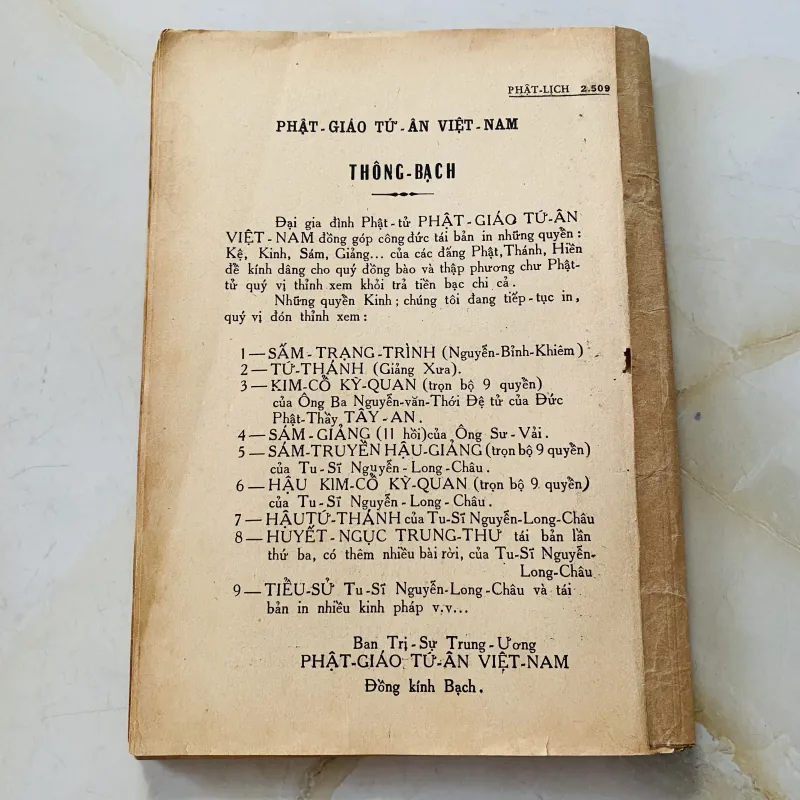 PHẬT-LỊCH 2.509
PHẬT-GIÁO TỨ-ÂN VIỆT-NAM
THÔNG-BẠCH
Đại gia đình Phật-tử PHẬT-GIÁO TỨ-ÂN
VIỆT-NAM đồng góp công đức tái bản in những quyển :
Kệ, Kinh, Sám, Giảng... của các đấng Phật,Thánh, Hiền
để kính dâng cho quý đồng bào và thập phương chư Phật-
tử quý vị thỉnh xem khỏi trả tiền bạc chi cả.
Những quyển Kinh ; chúng tôi đang tiếp-tục in,
quý vị đón thỉnh xem :
1 — SẤM-TRẠNG-TRÌNH (Nguyễn-Bỉnh-Khiêm)
2 — TỨ-THÁNH (Giảng Xưa).
3 — KIM-CỔ KỲ-QUAN (trọn bộ 9 quyển)
của Ông Ba Nguyễn-văn-Thới Đệ tử của Đức
Phật-Thầy TÂY-AN.
4 — SÁM-GIẢNG (11 hồi)của Ông Sư-Vải.
5 — SÁM-TRUYỀN HẬU-GIẢNG (trọn bộ 9 quyển)
của Tu-Sĩ Nguyễn-Long-Châu.
6 — HẬU KIM-CỔ KỲ-QUAN (trọn bộ 9 quyển)
của Tu-Sĩ Nguyễn-Long-Châu.
7 — HẬUTỨ-THÁNH của Tu-Sĩ Nguyễn-Long-Châu
8 — HUYẾT-NGỤC TRUNG-THƯ tái bản lần
thứ ba, có thêm nhiều bài rời, của Tu-Sĩ Nguyễn-
Long-Châu
9 — TIỂU-SỬ Tu-Sĩ Nguyễn-Long-Châu và tái
bản in nhiều kinh pháp v.v...
Ban Trị-Sự Trung-Ương
PHẬT-GIÁO TỨ-ÂN VIỆT-NAM
Đồng kính Bạch.